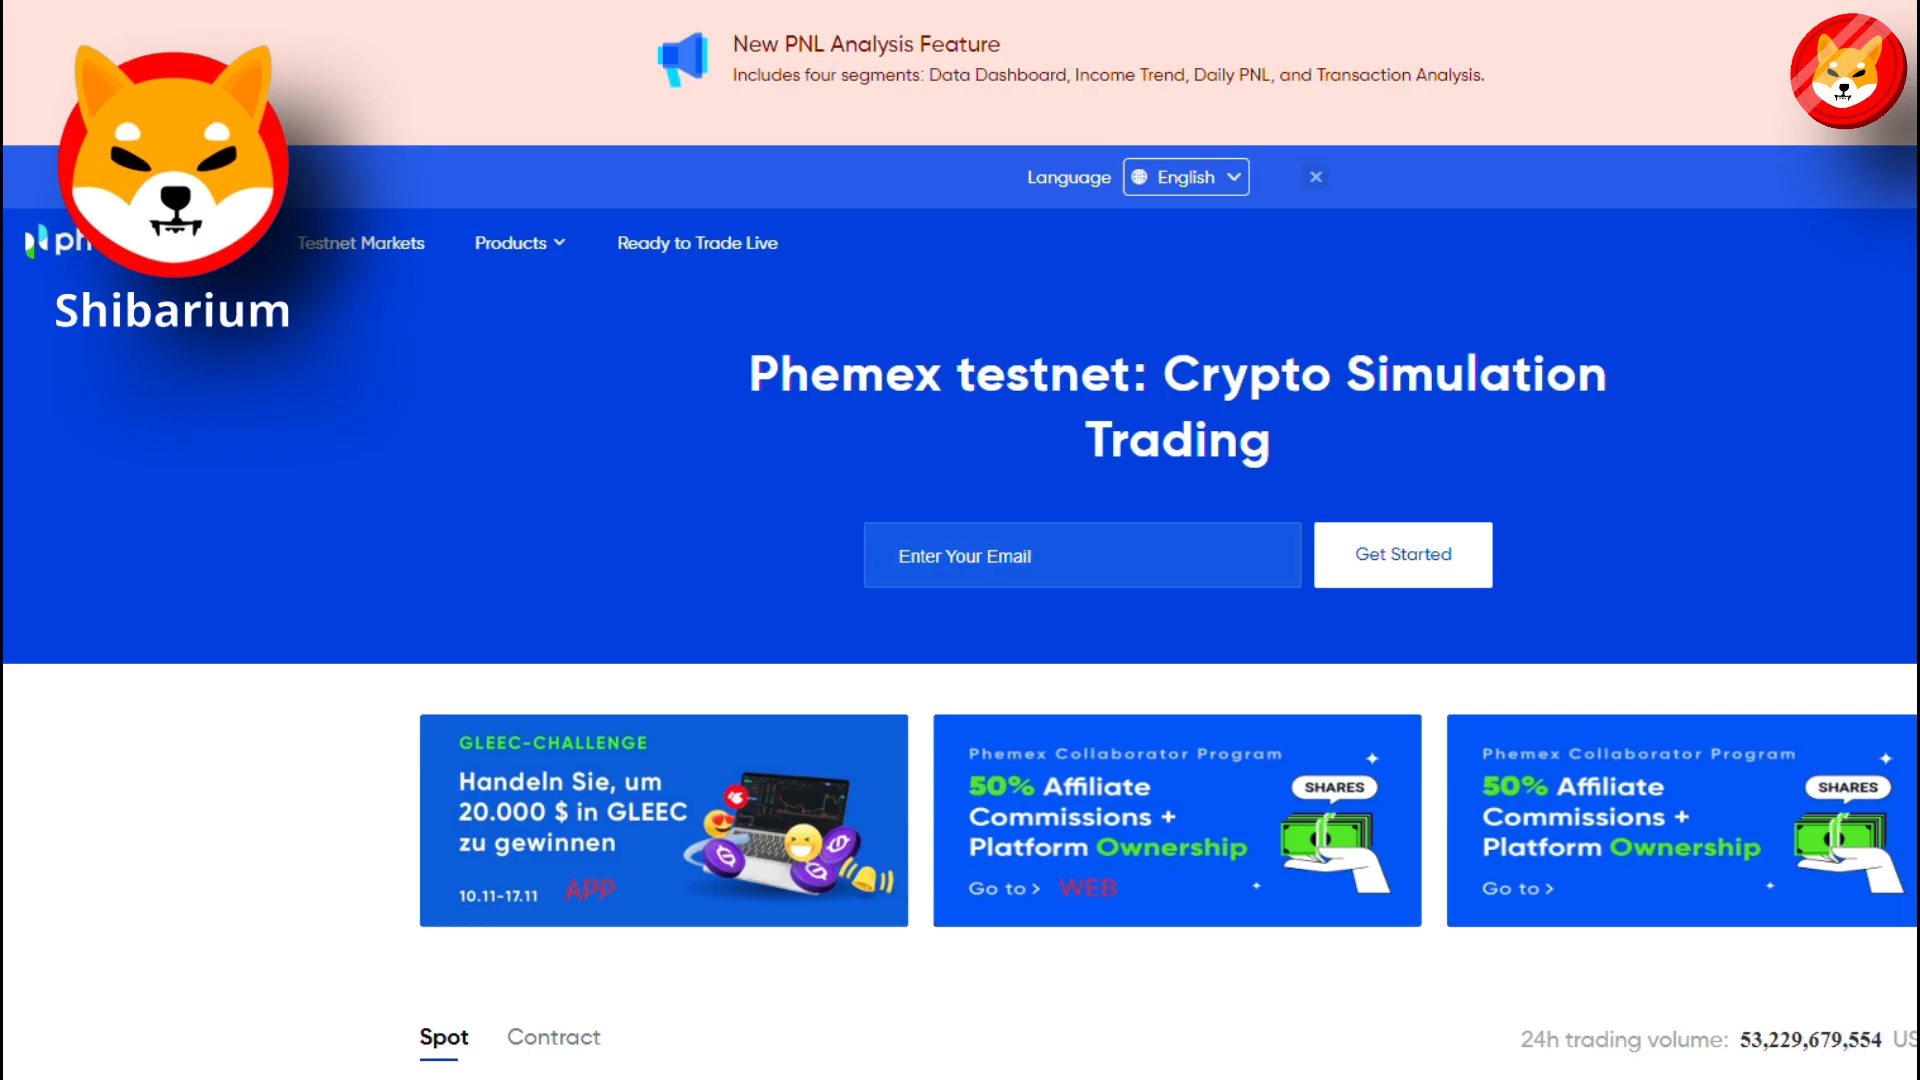 New PNL Analysis Feature
Includes four segments: Data Dashboard, Income Trend, Daily PNL, and Transaction Analysis.
Language English
Testnet Markets Products Ready to Trade Live
Shibarium
Phemex testnet: Crypto Simulation
Trading
Enter Your Email Get Started
GLEEC-CHALLENGE
Handeln Sie, um
20.000 $ in GLEEC
zu gewinnen
10.11-17.11 APP
Phemex Collaborator Program
50% Affiliate
Commissions +
Platform Ownership
Go to > WEB
SHARES
Phemex Collaborator Program
50% Affiliate
Commissions +
Platform Ownership
Go to >
SHARES
Spot Contract
24h trading volume: 53,229,679,554 US